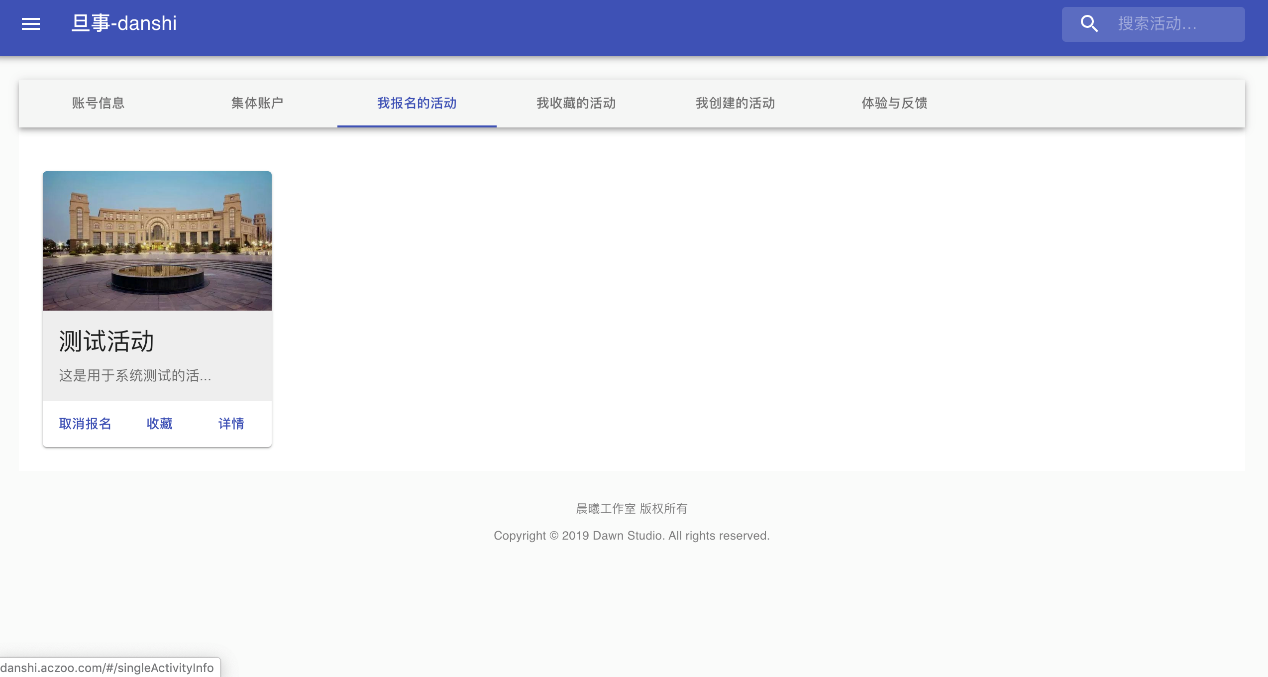 旦事-danshi
搜索活动…
账号信息
集体账户
我报名的活动
我收藏的活动
我创建的活动
体验与反馈
测试活动
这是用于系统测试的活...
取消报名
收藏
详情
晨曦工作室 版权所有
Copyright © 2019 Dawn Studio. All rights reserved.
danshi.aczoo.com/#/singleActivityInfo